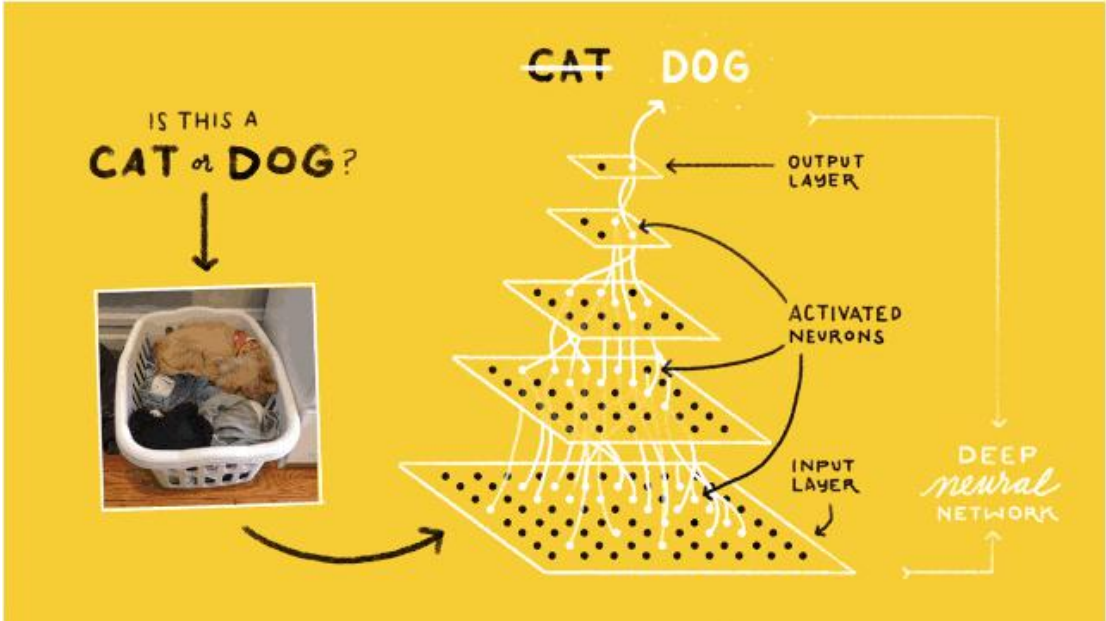 CAT DOG
IS THIS A
CAT or DOG?
OUTPUT
LAYER
ACTIVATED
NEURONS
INPUT
LAYER
DEEP
neural
NETWORK